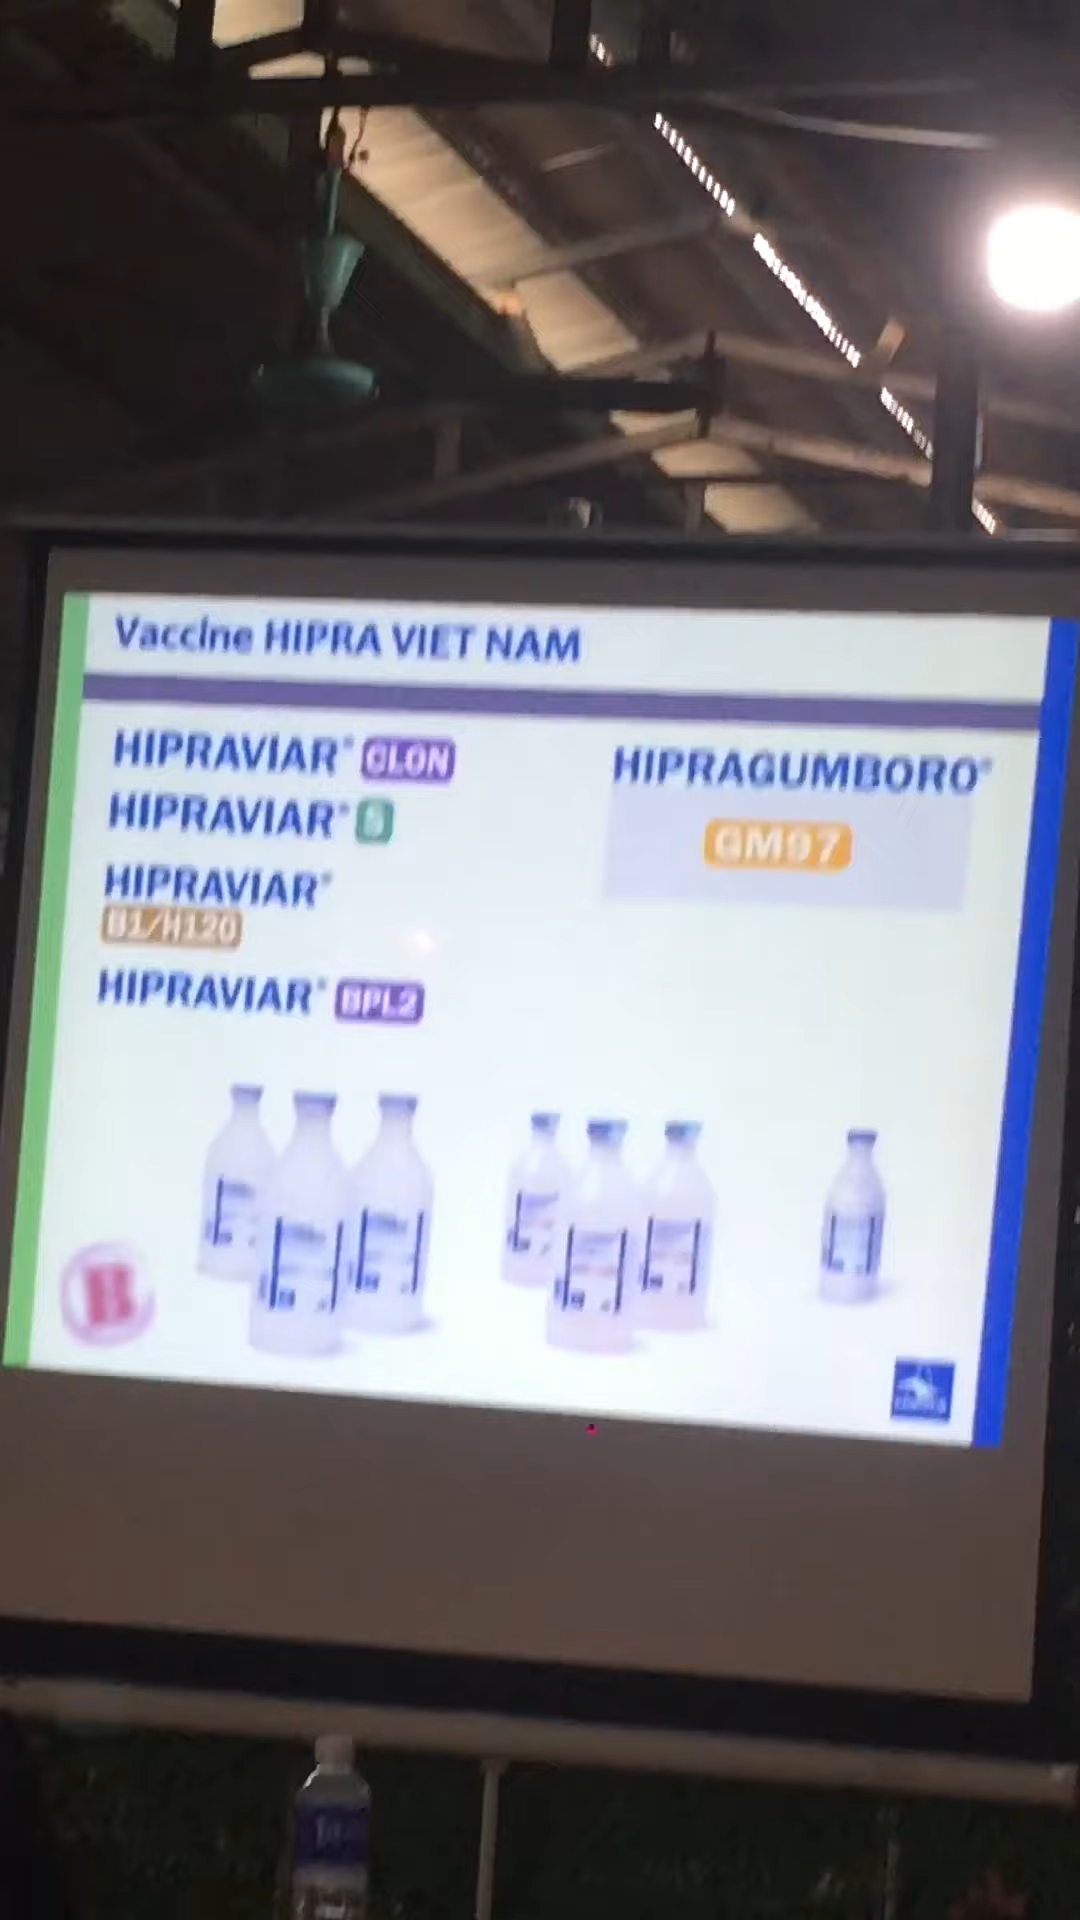 Vaccine HIPRA VIET NAM
HIPRAVIAR® CLON
HIPRAVIAR® S
HIPRAVIAR®
B1/H120
HIPRAVIAR® BPL2
HIPRAGUMBORO®
GM97
B